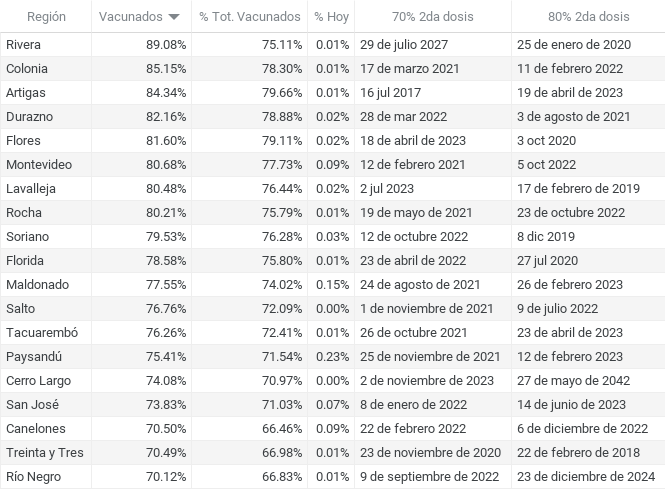 Región Vacunados % Tot. Vacunados % Hoy 70% 2da dosis 80% 2da dosis
Rivera 89.08% 75.11% 0.01% 29 de julio 2027 25 de enero de 2020
Colonia 85.15% 78.30% 0.01% 17 de marzo 2021 11 de febrero 2022
Artigas 84.34% 79.66% 0.01% 16 jul 2017 19 de abril de 2023
Durazno 82.16% 78.88% 0.02% 28 de mar 2022 3 de agosto de 2021
Flores 81.60% 79.11% 0.02% 18 de abril de 2023 3 oct 2020
Montevideo 80.68% 77.73% 0.09% 12 de febrero 2021 5 oct 2022
Lavalleja 80.48% 76.44% 0.02% 2 jul 2023 17 de febrero de 2019
Rocha 80.21% 75.79% 0.01% 19 de mayo de 2021 23 de octubre 2022
Soriano 79.53% 76.28% 0.03% 12 de octubre 2022 8 dic 2019
Florida 78.58% 75.80% 0.01% 23 de abril de 2022 27 jul 2020
Maldonado 77.55% 74.02% 0.15% 24 de agosto de 2021 26 de febrero 2023
Salto 76.76% 72.09% 0.00% 1 de noviembre de 2021 9 de julio 2022
Tacuarembó 76.26% 72.41% 0.01% 26 de octubre 2021 23 de abril de 2023
Paysandú 75.41% 71.54% 0.23% 25 de noviembre de 2021 12 de febrero 2023
Cerro Largo 74.08% 70.97% 0.00% 2 de noviembre de 2023 27 de mayo de 2042
San José 73.83% 71.03% 0.07% 8 de enero de 2022 14 de junio de 2023
Canelones 70.50% 66.46% 0.09% 22 de febrero 2022 6 de diciembre de 2022
Treinta y Tres 70.49% 66.98% 0.01% 23 de noviembre de 2020 22 de febrero de 2018
Río Negro 70.12% 66.83% 0.01% 9 de septiembre de 2022 23 de diciembre de 2024